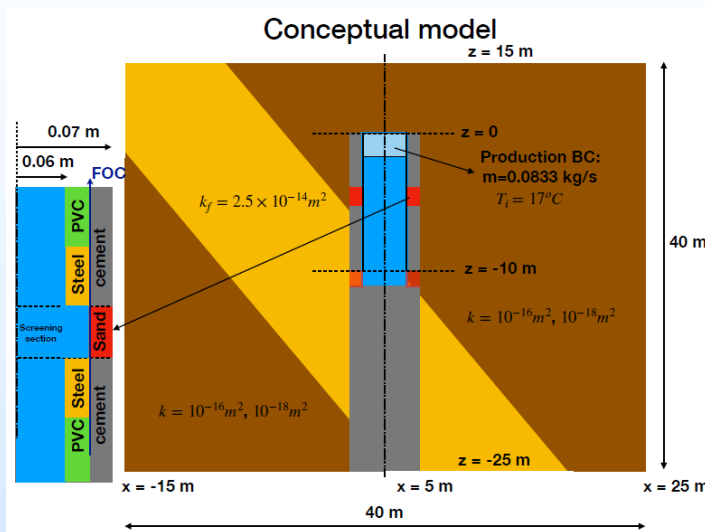 Conceptual model
z = 15 m
0.07 m
0.06 m
FOC
z = 0
Production BC:
m=0.0833 kg/s
T_i = 17°C
PVC
Steel
cement
k_f = 2.5 × 10⁻¹⁴m²
40 m
Screening
section
Sand
z = -10 m
k = 10⁻¹⁶m², 10⁻¹⁸m²
Steel
cement
PVC
k = 10⁻¹⁶m², 10⁻¹⁸m²
z = -25 m
x = -15 m
x = 5 m
x = 25 m
40 m